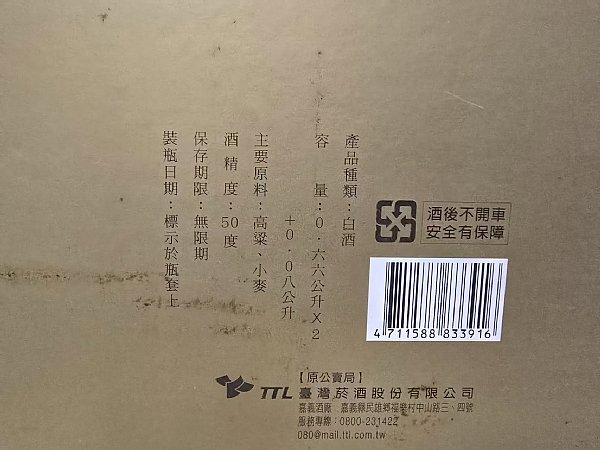 產品種類：白酒
容量：0．六六公升X2
＋0．0八公升
主要原料：高粱、小麥
酒精度：50度
保存期限：無限期
裝瓶日期：標示於瓶套上
酒後不開車
安全有保障
4 711588 833916
【原公賣局】
TTL 臺灣菸酒股份有限公司
嘉義酒廠 嘉義縣民雄鄉福樂村中山路三、四號
服務專線：0800-231422
080@mail.ttl.com.tw